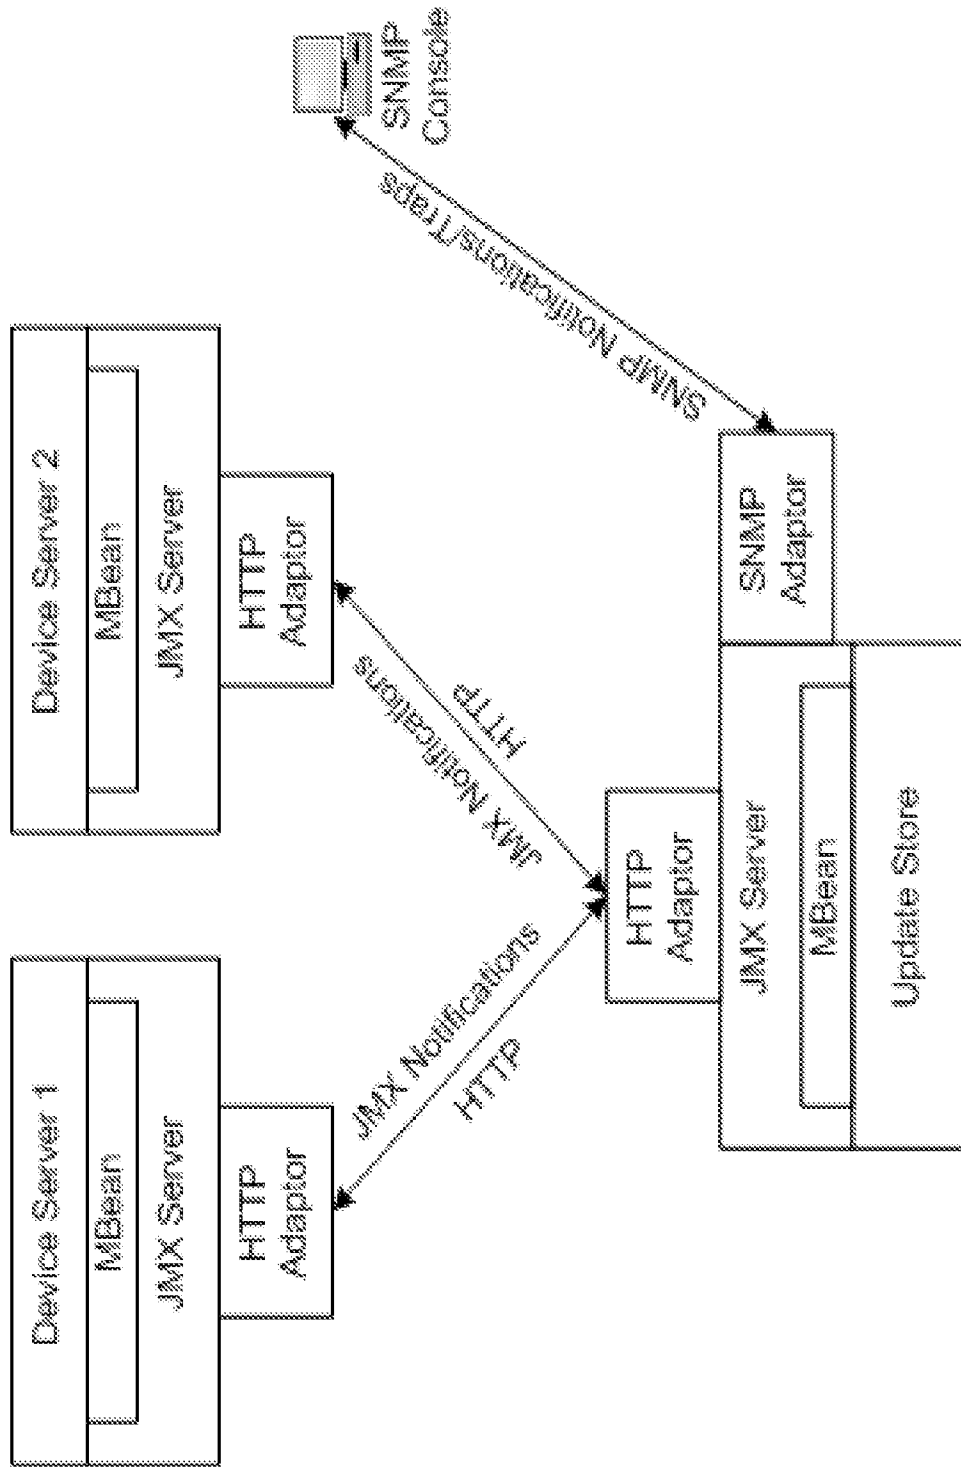 Device Server 1
MBean
JMX Server
HTTP
Adaptor
Device Server 2
MBean
JMX Server
HTTP
Adaptor
JMX Notifications
HTTP
JMX Notifications
HTTP
HTTP
Adaptor
JMX Server
MBean
Update Store
SNMP
Adaptor
SNMP Notifications/Traps
SNMP
Console